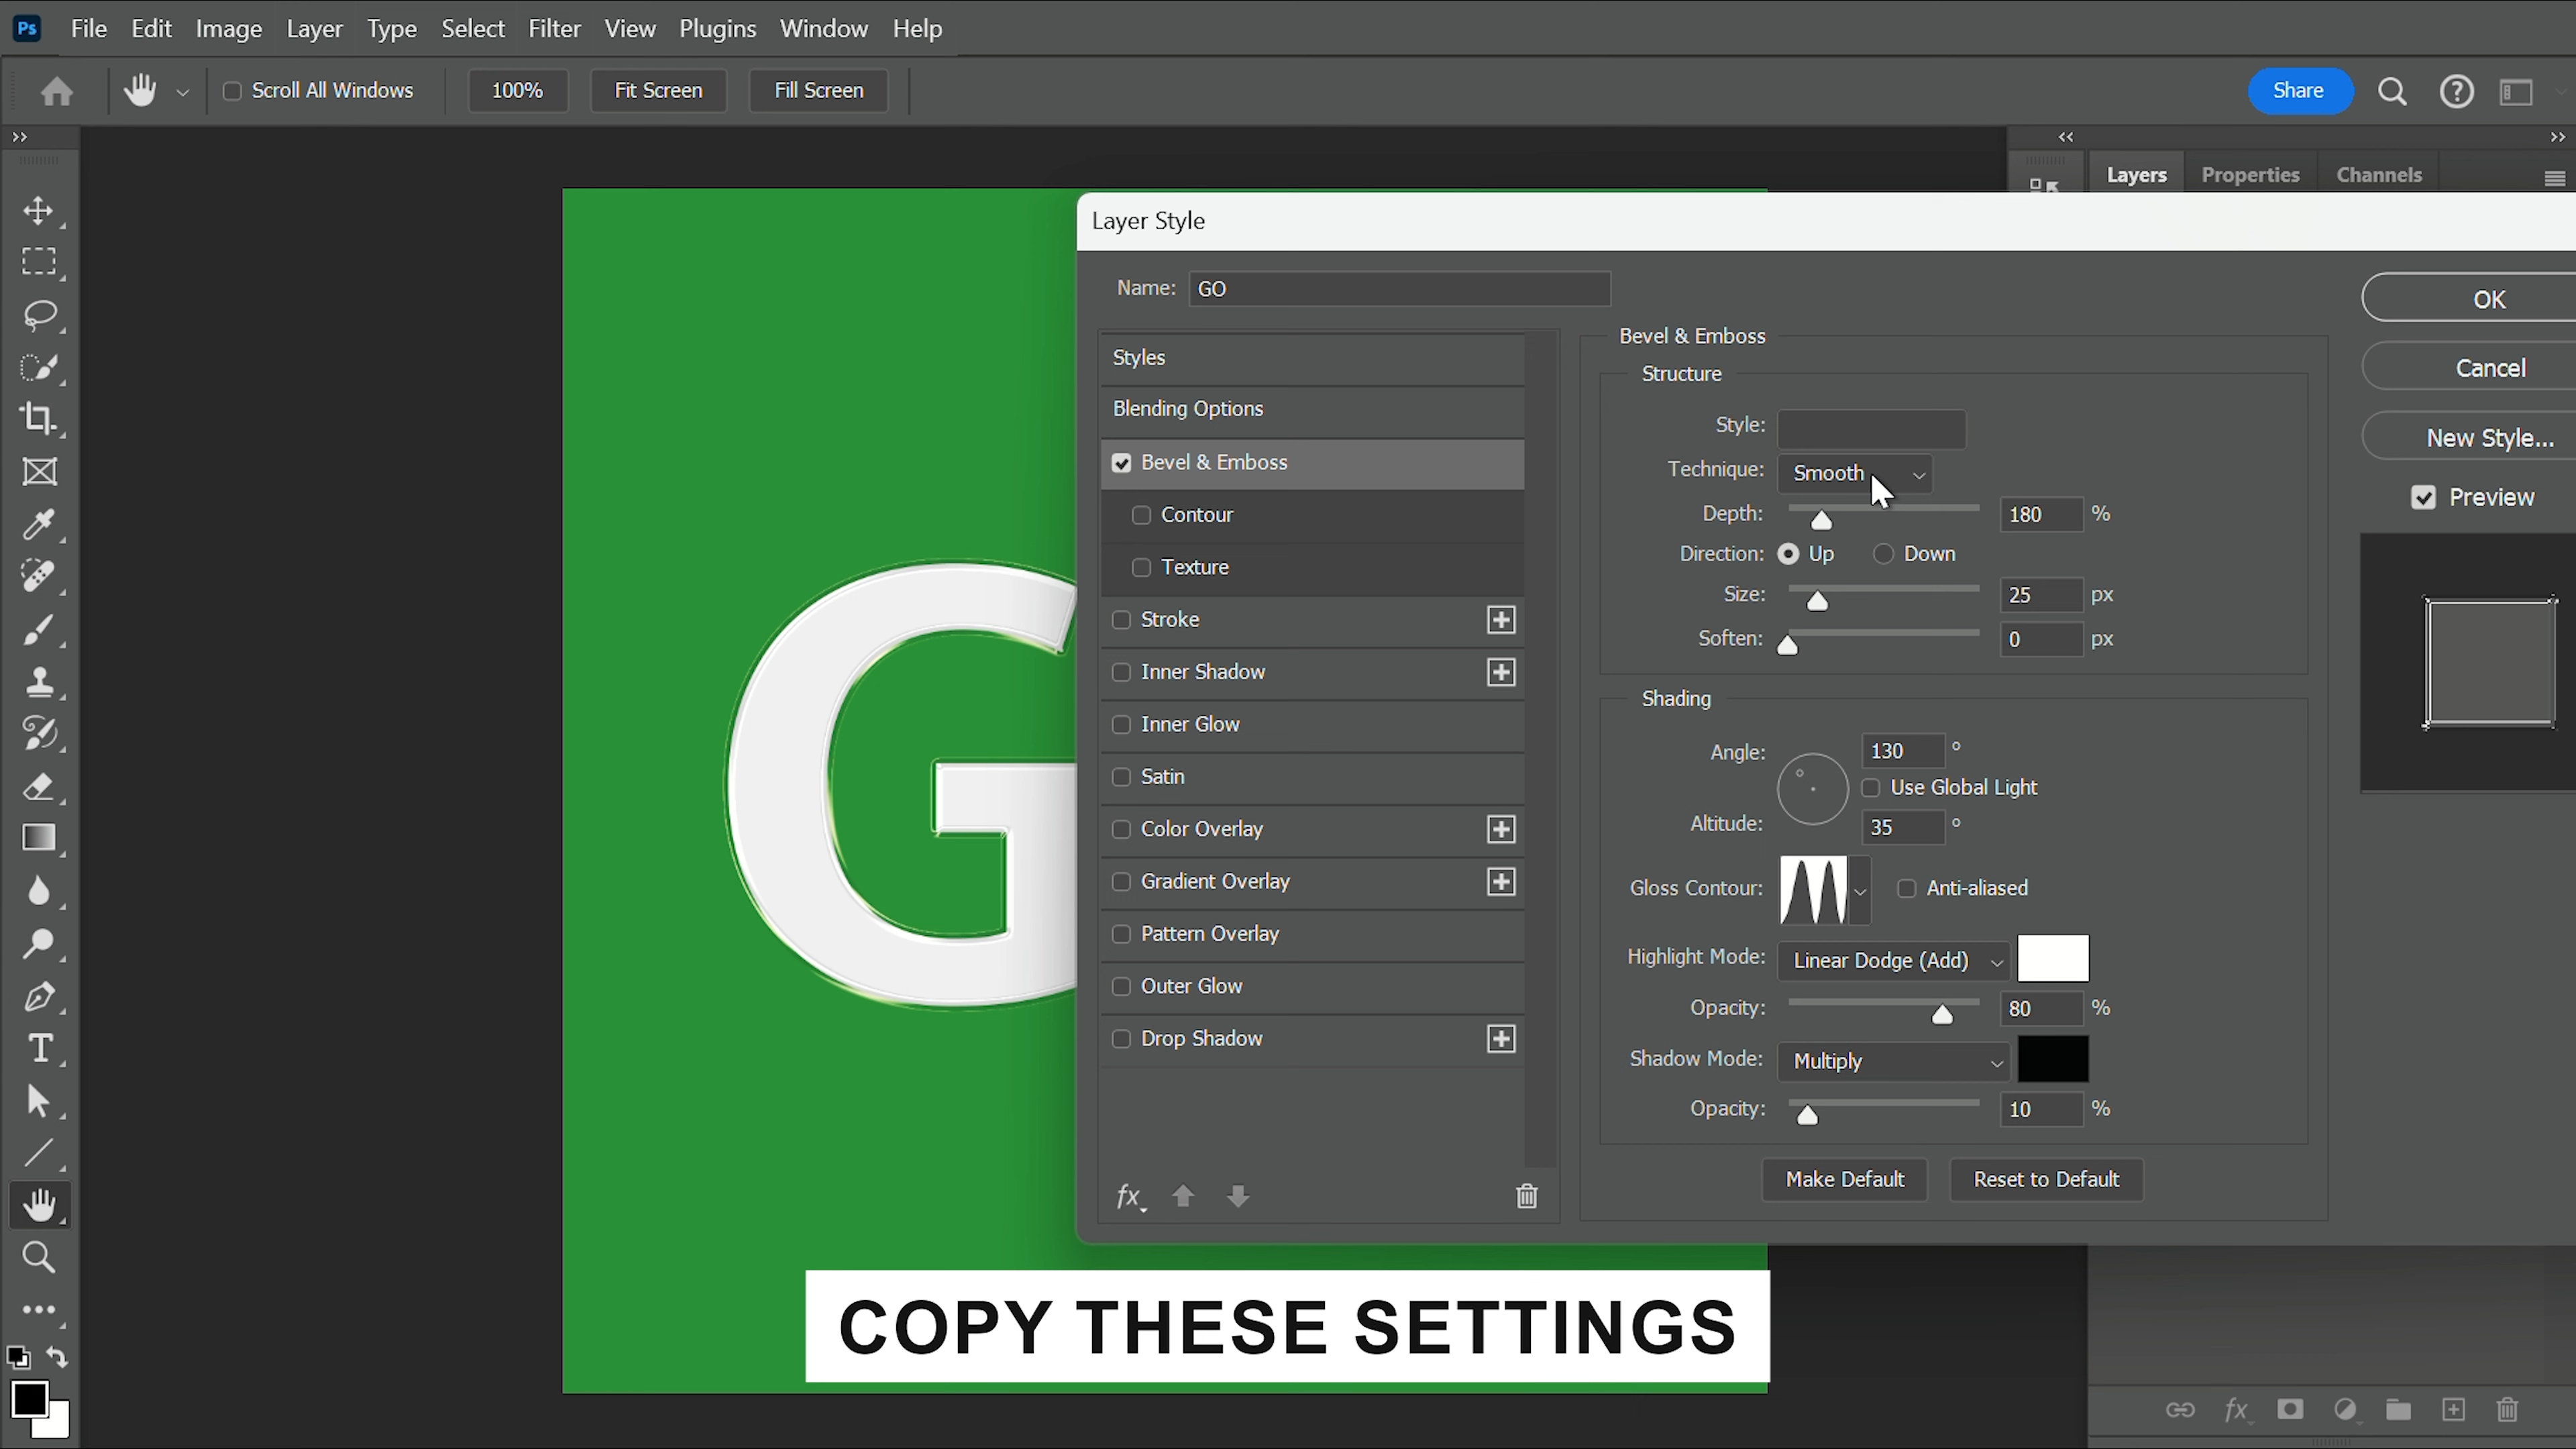 Ps File Edit Image Layer Type Select Filter View Plugins Window Help
Scroll All Windows 100% Fit Screen Fill Screen Share
Layers Properties Channels
Layer Style
Name: GO
Styles
Blending Options
Bevel & Emboss
Contour
Texture
Stroke
Inner Shadow
Inner Glow
Satin
Color Overlay
Gradient Overlay
Pattern Overlay
Outer Glow
Drop Shadow
fx
Bevel & Emboss
Structure
Style:
Technique: Smooth
Depth: 180 %
Direction: Up Down
Size: 25 px
Soften: 0 px
Shading
Angle: 130 °
Use Global Light
Altitude: 35 °
Gloss Contour: Anti-aliased
Highlight Mode: Linear Dodge (Add)
Opacity: 80 %
Shadow Mode: Multiply
Opacity: 10 %
Make Default Reset to Default
OK
Cancel
New Style...
Preview
G
COPY THESE SETTINGS
fx